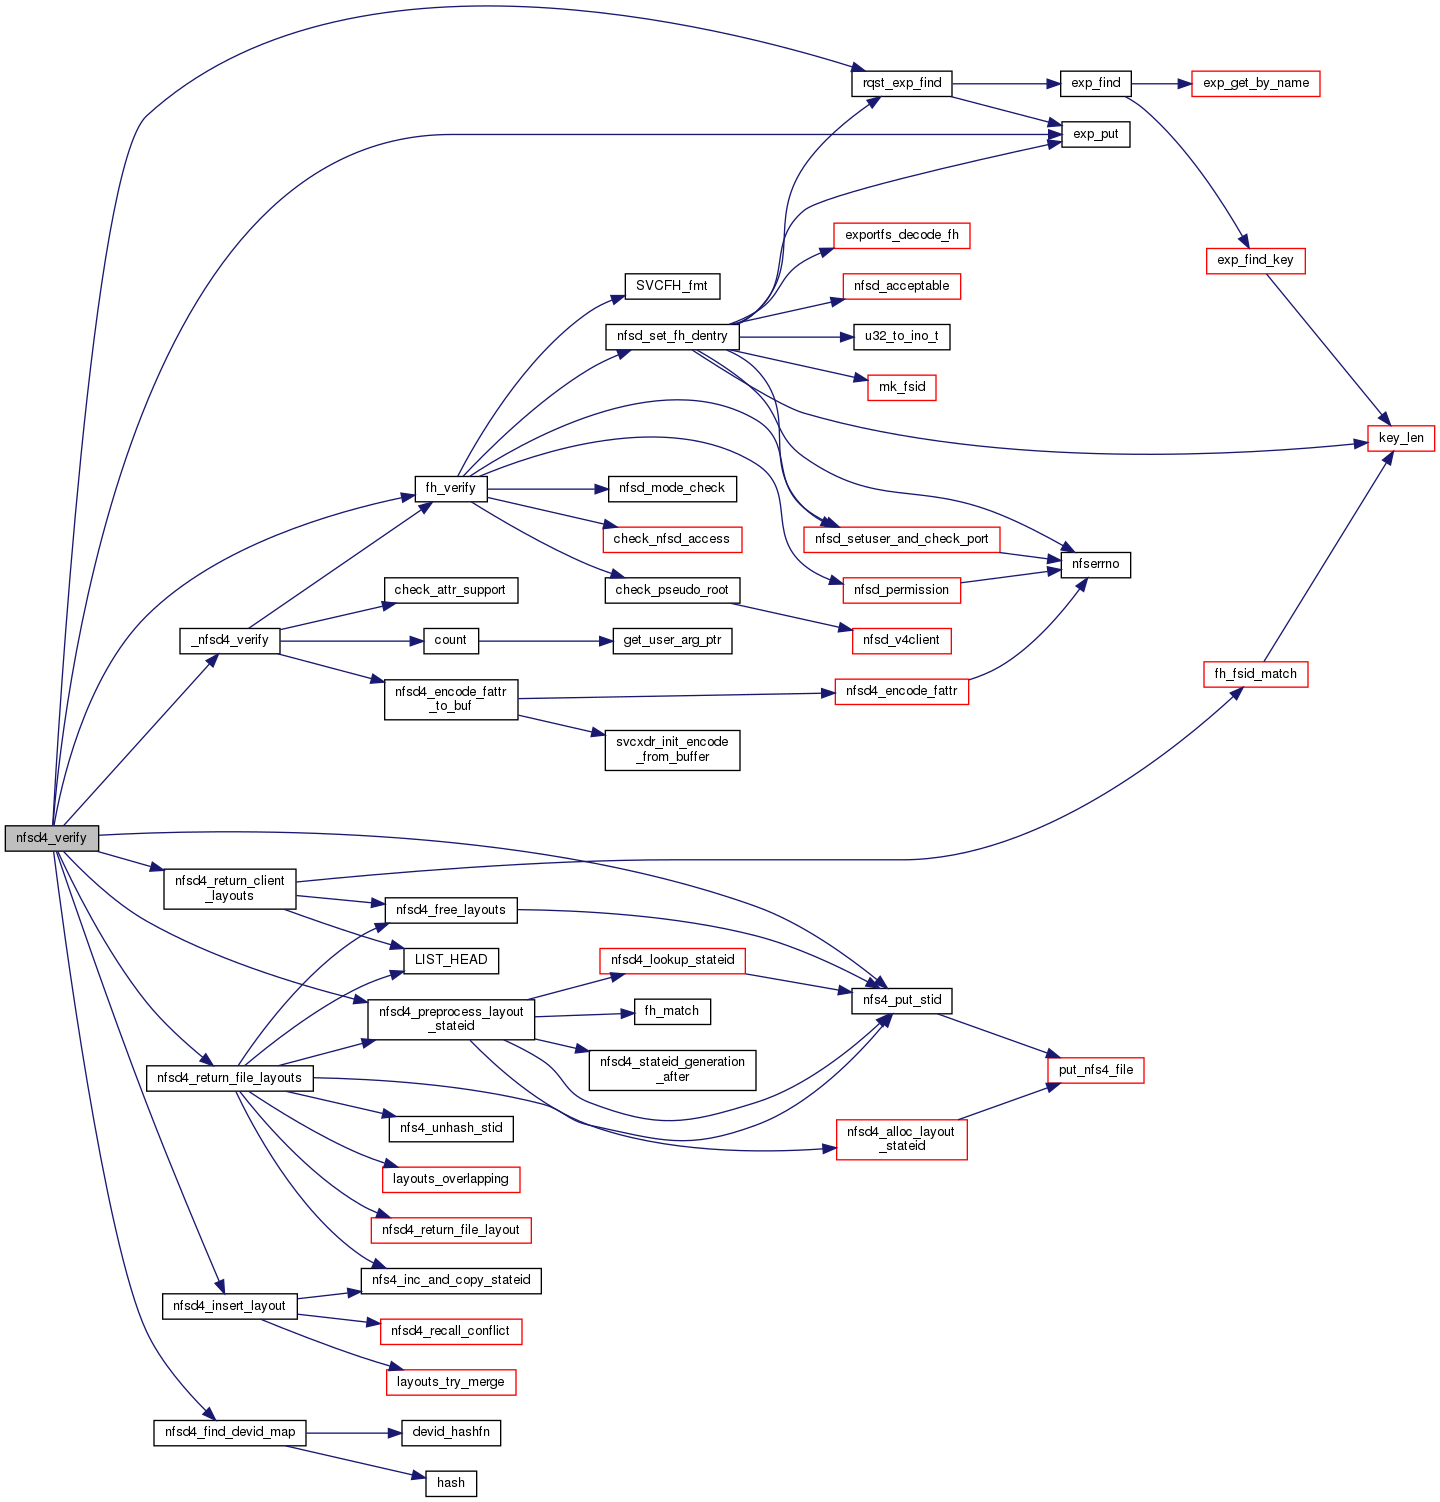 rqst_exp_find
exp_find
exp_get_by_name
exp_put
exportfs_decode_fh
exp_find_key
SVCFH_fmt
nfsd_acceptable
nfsd_set_fh_dentry
u32_to_ino_t
mk_fsid
key_len
fh_verify
nfsd_mode_check
check_nfsd_access
nfsd_setuser_and_check_port
nfserrno
check_attr_support
check_pseudo_root
nfsd_permission
_nfsd4_verify
count
get_user_arg_ptr
nfsd_v4client
nfsd4_encode_fattr
_to_buf
nfsd4_encode_fattr
fh_fsid_match
svcxdr_init_encode
_from_buffer
nfsd4_verify
nfsd4_return_client
_layouts
nfsd4_free_layouts
LIST_HEAD
nfsd4_lookup_stateid
nfs4_put_stid
nfsd4_preprocess_layout
_stateid
fh_match
nfsd4_stateid_generation
_after
put_nfs4_file
nfsd4_return_file_layouts
nfs4_unhash_stid
nfsd4_alloc_layout
_stateid
layouts_overlapping
nfsd4_return_file_layout
nfs4_inc_and_copy_stateid
nfsd4_insert_layout
nfsd4_recall_conflict
layouts_try_merge
nfsd4_find_devid_map
devid_hashfn
hash